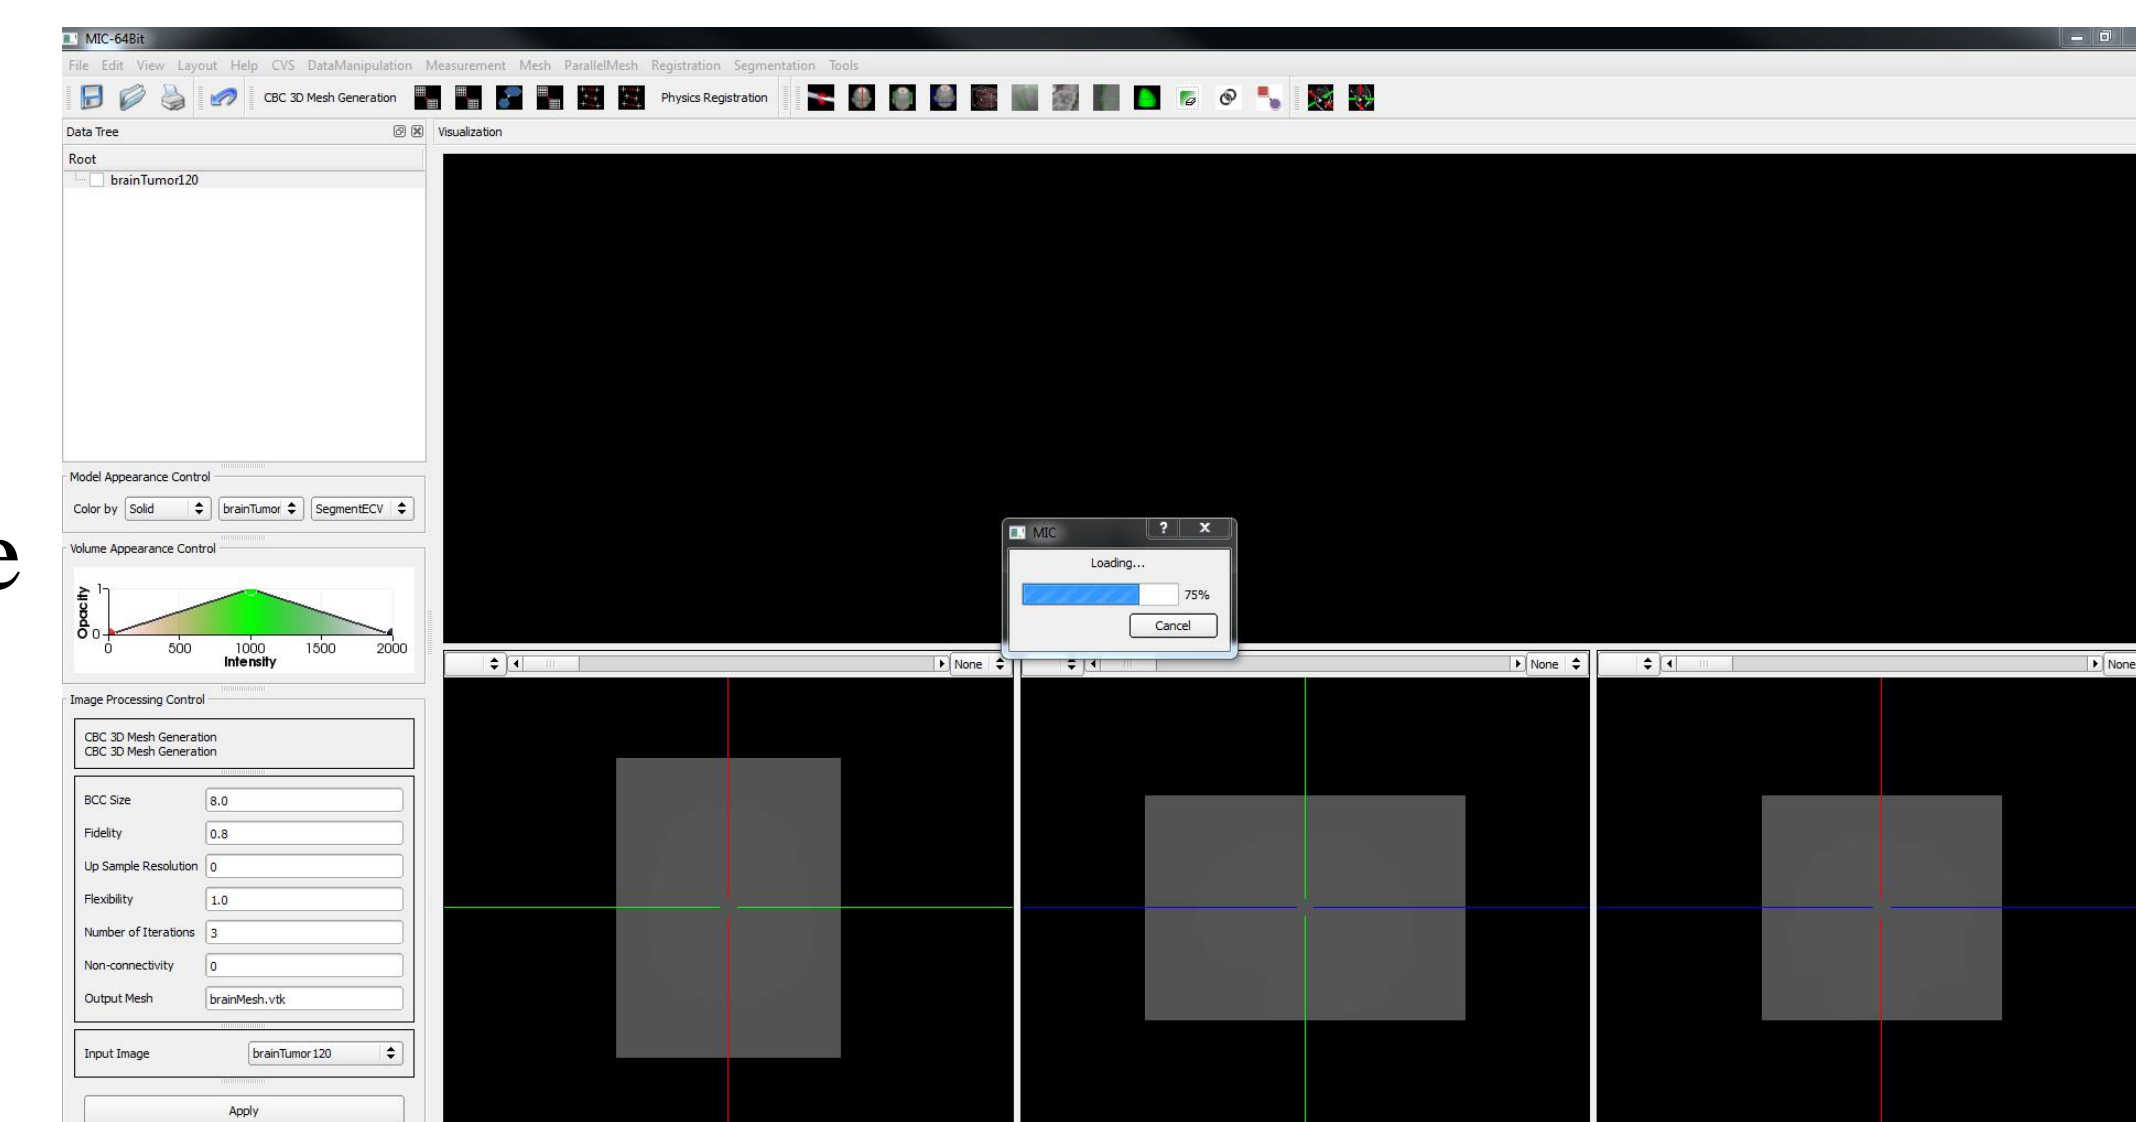 MIC-64Bit
File Edit View Layout Help CVS DataManipulation Measurement Mesh ParallelMesh Registration Segmentation Tools
CBC 3D Mesh Generation Physics Registration
Data Tree
Visualization
Root
brainTumor120
Model Appearance Control
Color by Solid brainTumor SegmentECV
e
Volume Appearance Control
Opacity
1
0
0 500 1000 1500 2000
Intensity
MIC ? X
Loading...
75%
Cancel
None None None
Image Processing Control
CBC 3D Mesh Generation
CBC 3D Mesh Generation
BCC Size 8.0
Fidelity 0.8
Up Sample Resolution 0
Flexibility 1.0
Number of Iterations 3
Non-connectivity 0
Output Mesh brainMesh.vtk
Input Image brainTumor120
Apply